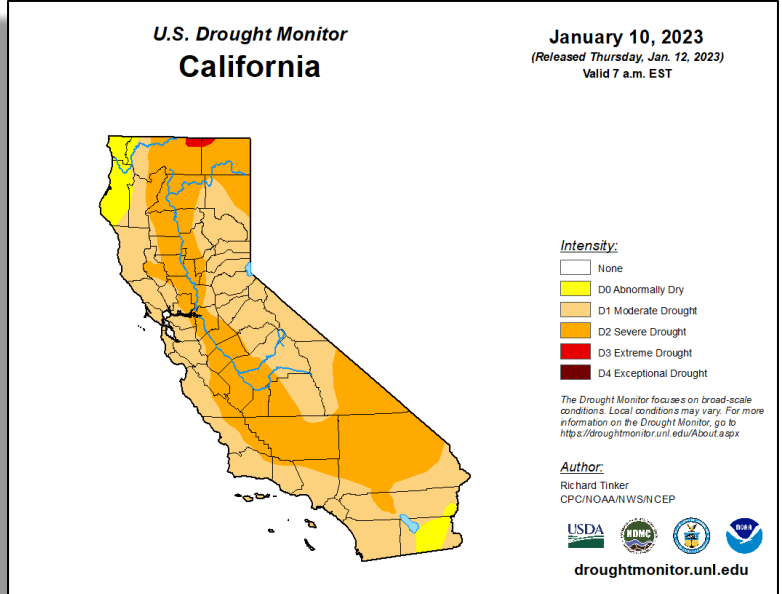 U.S. Drought Monitor
California
January 10, 2023
(Released Thursday, Jan. 12, 2023)
Valid 7 a.m. EST
Intensity:
None
D0 Abnormally Dry
D1 Moderate Drought
D2 Severe Drought
D3 Extreme Drought
D4 Exceptional Drought
The Drought Monitor focuses on broad-scale
conditions. Local conditions may vary. For more
information on the Drought Monitor, go to
https://droughtmonitor.unl.edu/About.aspx
Author:
Richard Tinker
CPC/NOAA/NWS/NCEP
USDA
NDMC
NOAA
droughtmonitor.unl.edu